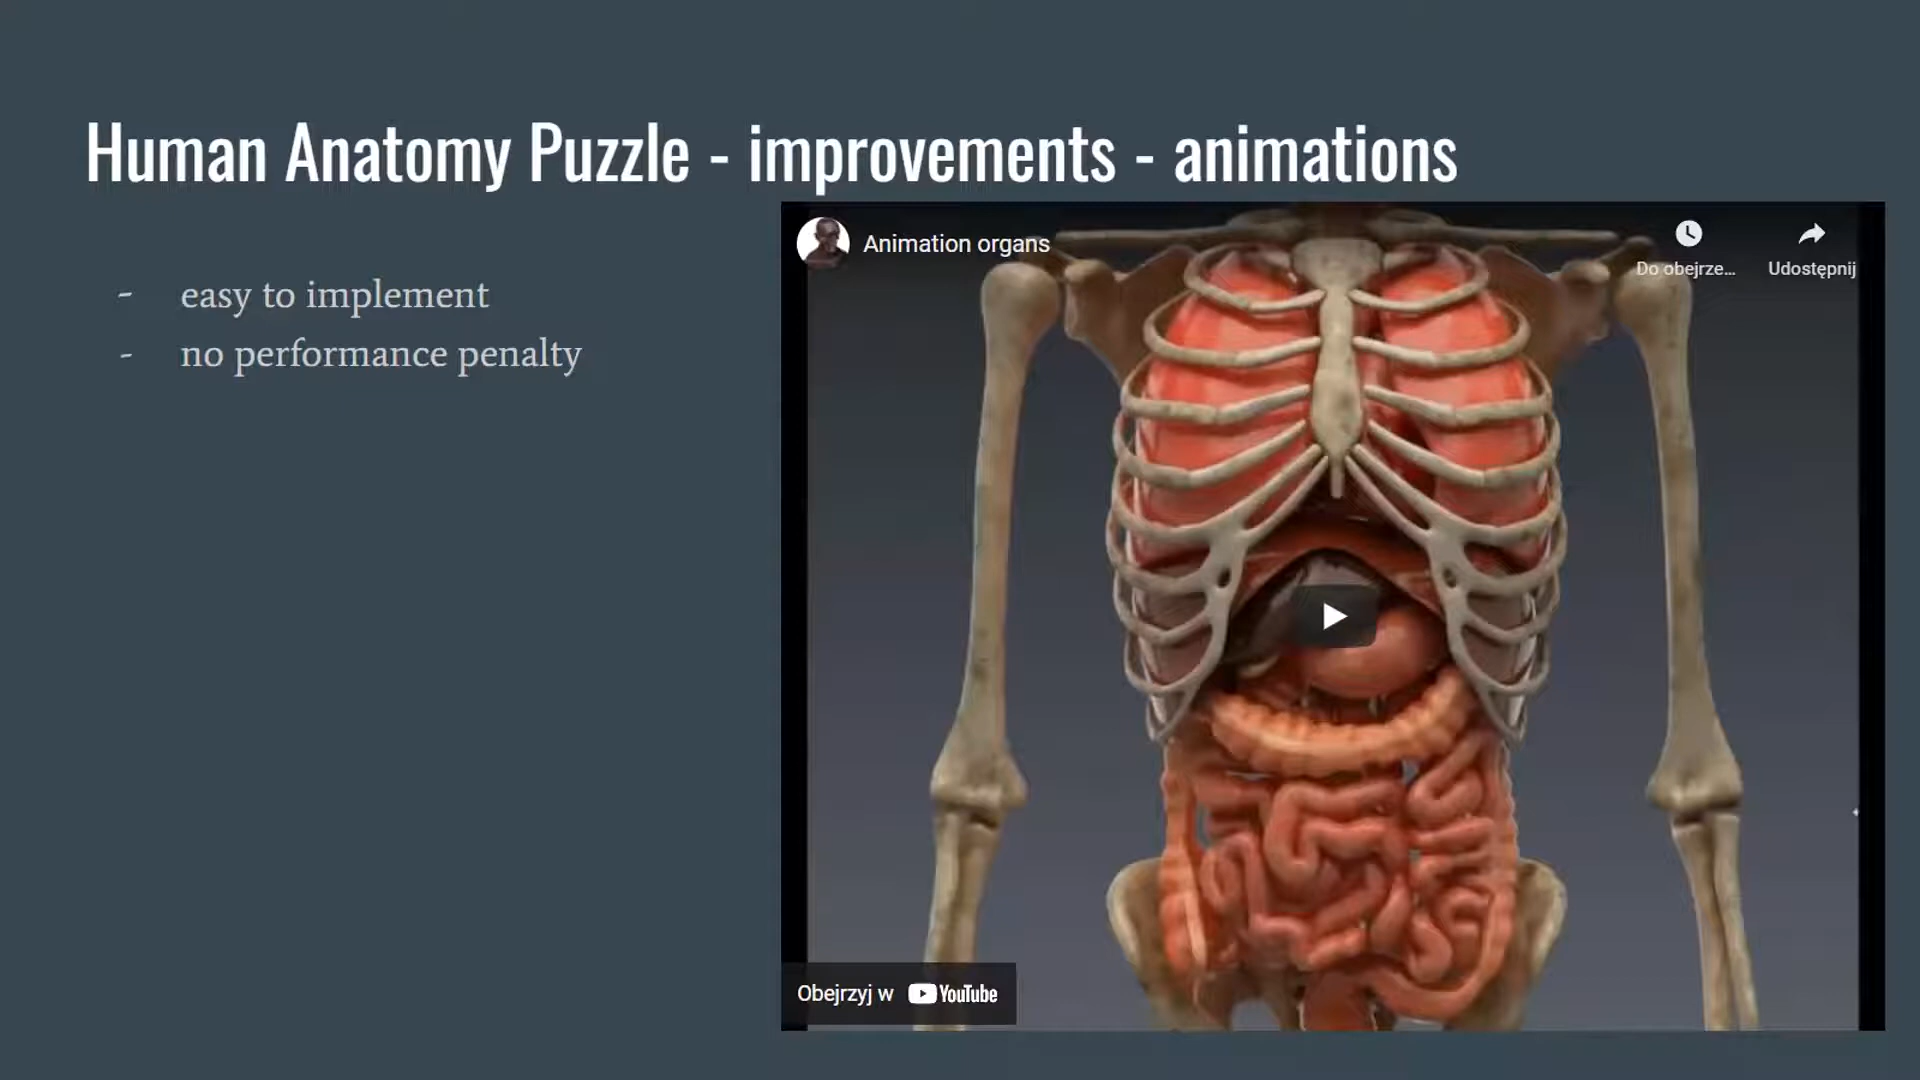 Human Anatomy Puzzle - improvements - animations
- easy to implement
- no performance penalty
Animation organs
Do obejrze...
Udostępnij
Obejrzyj w YouTube